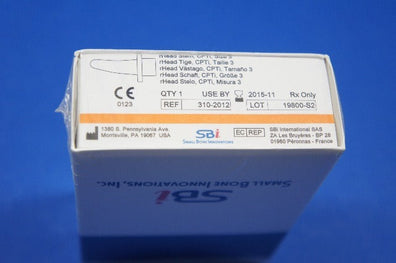 rHead Stem, CPTi, Size 3
rHead Tige, CPTi, Taille 3
rHead Vástago, CPTi, Tamaño 3
rHead Schaft, CPTi, Größe 3
rHead Stelo, CPTi, Misura 3
CE
0123
QTY 1 USE BY 2015-11 Rx Only
REF 310-2012 LOT 19800-S2
1380 S. Pennsylvania Ave.
Morrisville, PA 19067 USA
SBi
SMALL BONE INNOVATIONS
EC REP
SBi International SAS
ZA Les Bruyères - BP 28
01960 Péronnas - France
SMALL BONE INNOVATIONS, INC.
SBi